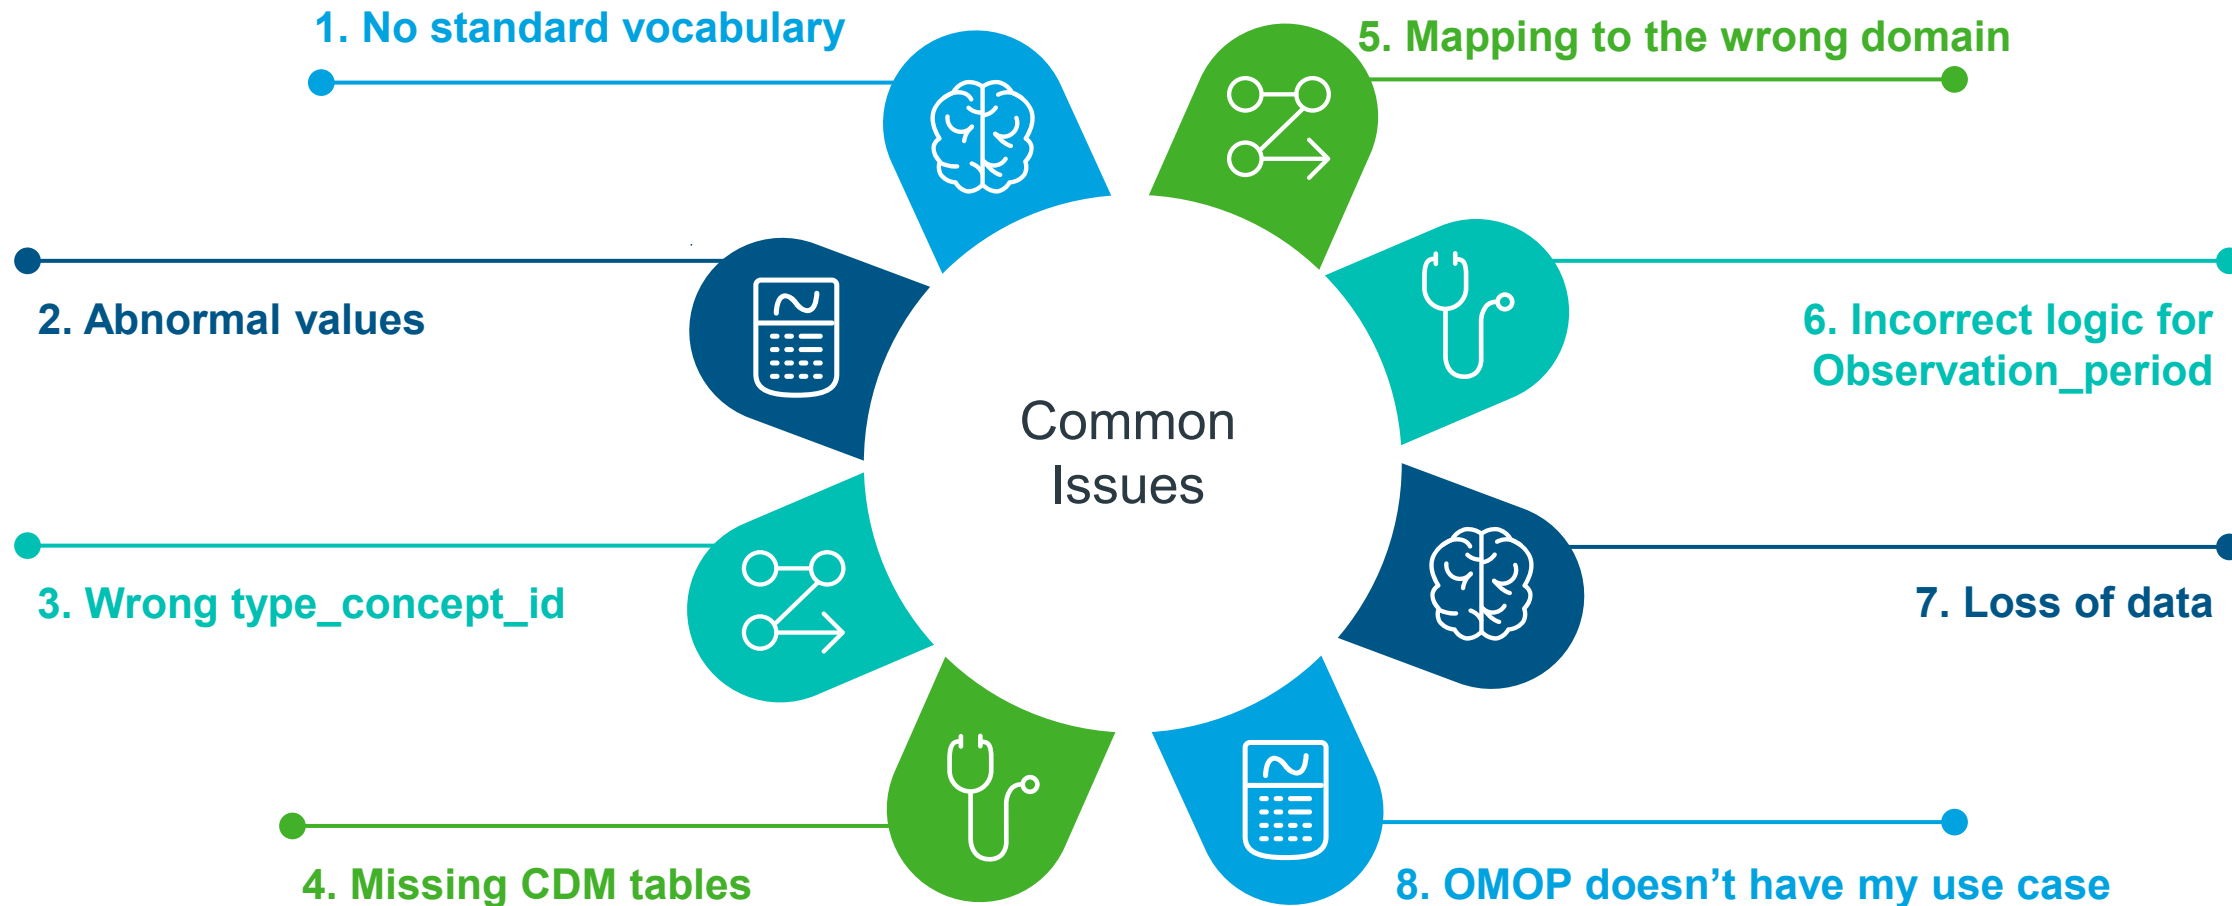 1. No standard vocabulary
2. Abnormal values
3. Wrong type_concept_id
4. Missing CDM tables
Common
Issues
5. Mapping to the wrong domain
6. Incorrect logic for
Observation_period
7. Loss of data
8. OMOP doesn’t have my use case